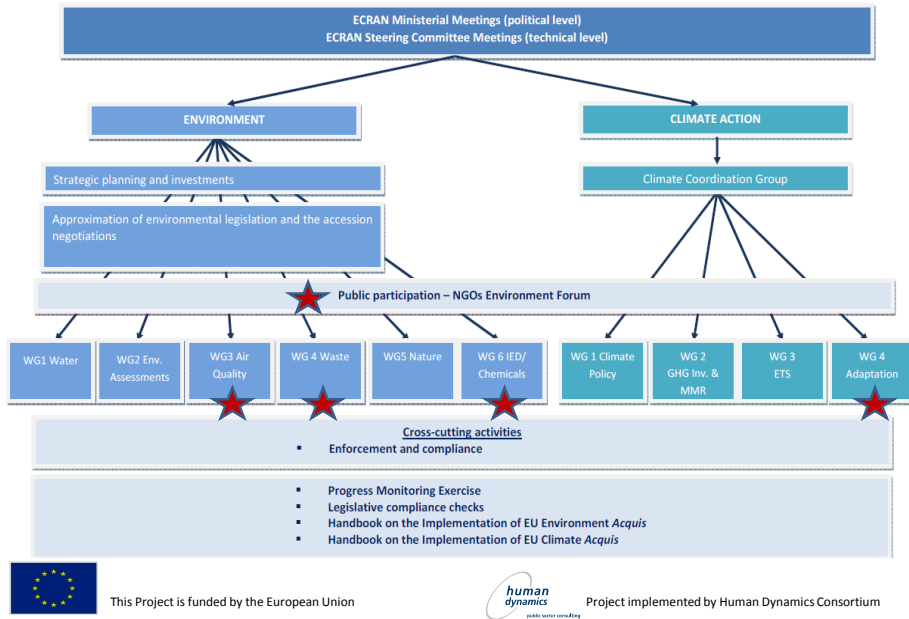 ECRAN Ministerial Meetings (political level)
ECRAN Steering Committee Meetings (technical level)
ENVIRONMENT
CLIMATE ACTION
Strategic planning and investments
Climate Coordination Group
Approximation of environmental legislation and the accession
negotiations
Public participation – NGOs Environment Forum
WG1 Water
WG2 Env.
Assessments
WG3 Air
Quality
WG 4 Waste
WG5 Nature
WG 6 IED/
Chemicals
WG 1 Climate
Policy
WG 2
GHG Inv. &
MMR
WG 3
ETS
WG 4
Adaptation
Cross-cutting activities
▪ Enforcement and compliance
▪ Progress Monitoring Exercise
▪ Legislative compliance checks
▪ Handbook on the Implementation of EU Environment Acquis
▪ Handbook on the Implementation of EU Climate Acquis
This Project is funded by the European Union
human
dynamics
public sector consulting
Project implemented by Human Dynamics Consortium